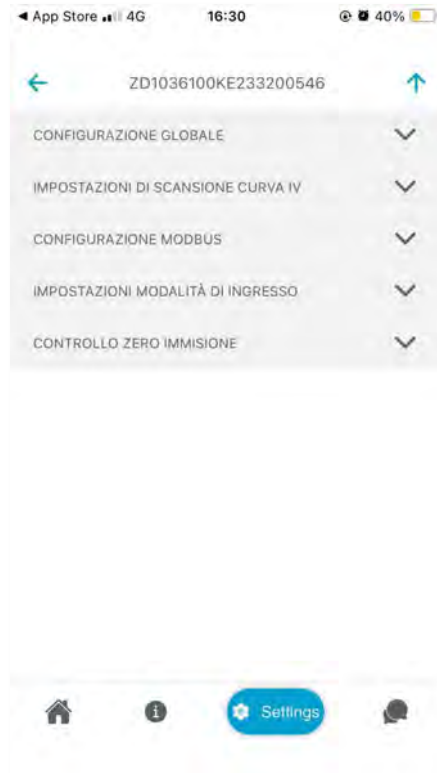 App Store 4G 16:30 40%
ZD1036100KE233200546
CONFIGURAZIONE GLOBALE
IMPOSTAZIONI DI SCANSIONE CURVA IV
CONFIGURAZIONE MODBUS
IMPOSTAZIONI MODALITÀ DI INGRESSO
CONTROLLO ZERO IMMISIONE
Settings